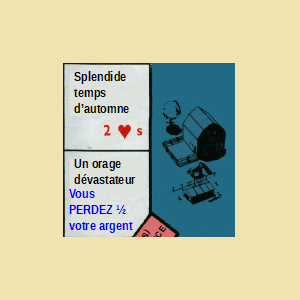 Splendide
temps
d'automne
2 ♥ s
Un orage
dévastateur
Vous
PERDEZ ½
votre argent